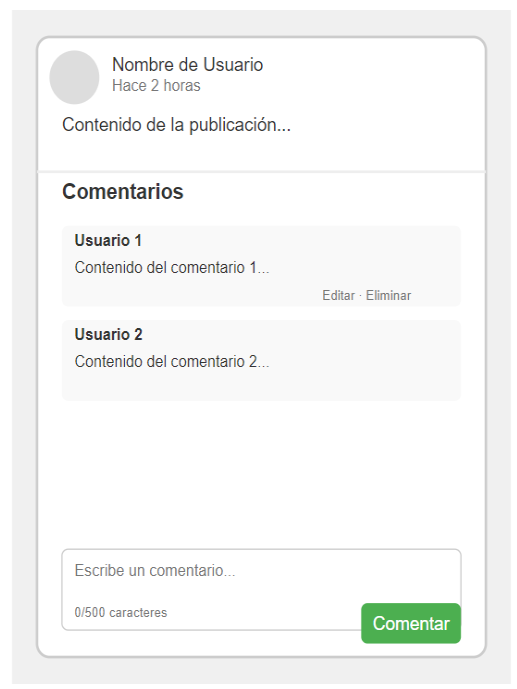 Nombre de Usuario
Hace 2 horas
Contenido de la publicación...
Comentarios
Usuario 1
Contenido del comentario 1...
Editar · Eliminar
Usuario 2
Contenido del comentario 2...
Escribe un comentario...
0/500 caracteres
Comentar